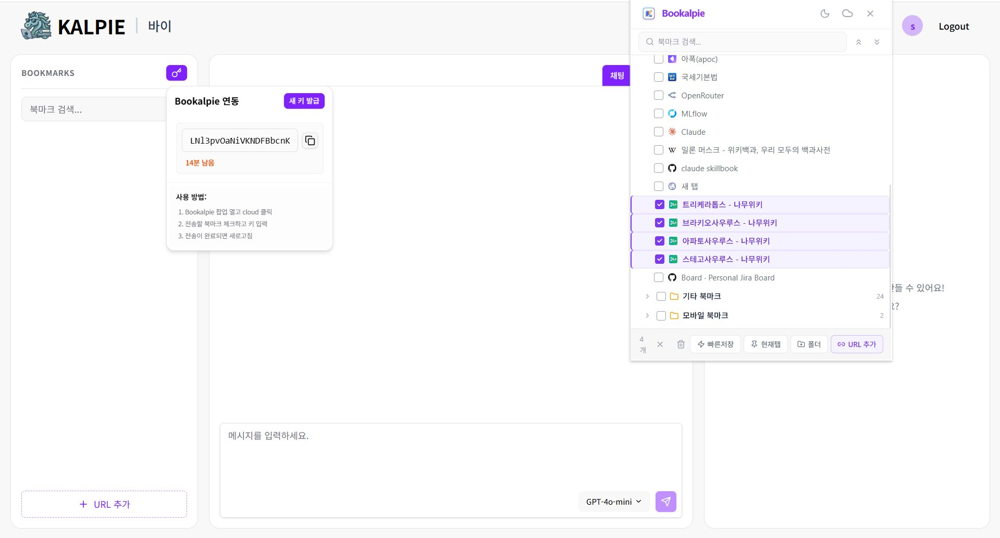 KALPIE
바이
s
Logout
BOOKMARKS
북마크 검색...
URL 추가
Bookalpie 연동
새 키 발급
LNl3pvOaNiVKNDFBbcnK
14분 남음
사용 방법:
1. Bookalpie 팝업 열고 cloud 클릭
2. 전송할 북마크 체크하고 키 입력
3. 전송이 완료되면 새로고침
채팅
메시지를 입력하세요.
GPT-4o-mini
Bookalpie
북마크 검색...
아폭(apoc)
법 국세기본법
OpenRouter
MLflow
Claude
W 일론 머스크 - 위키백과, 우리 모두의 백과사전
claude skillbook
새 탭
트리케라톱스 - 나무위키
브라키오사우루스 - 나무위키
아파토사우루스 - 나무위키
스테고사우루스 - 나무위키
Board · Personal Jira Board
기타 북마크 24
모바일 북마크 2
4개
빠른저장
현재탭
폴더
URL 추가
들 수 있어요!
?